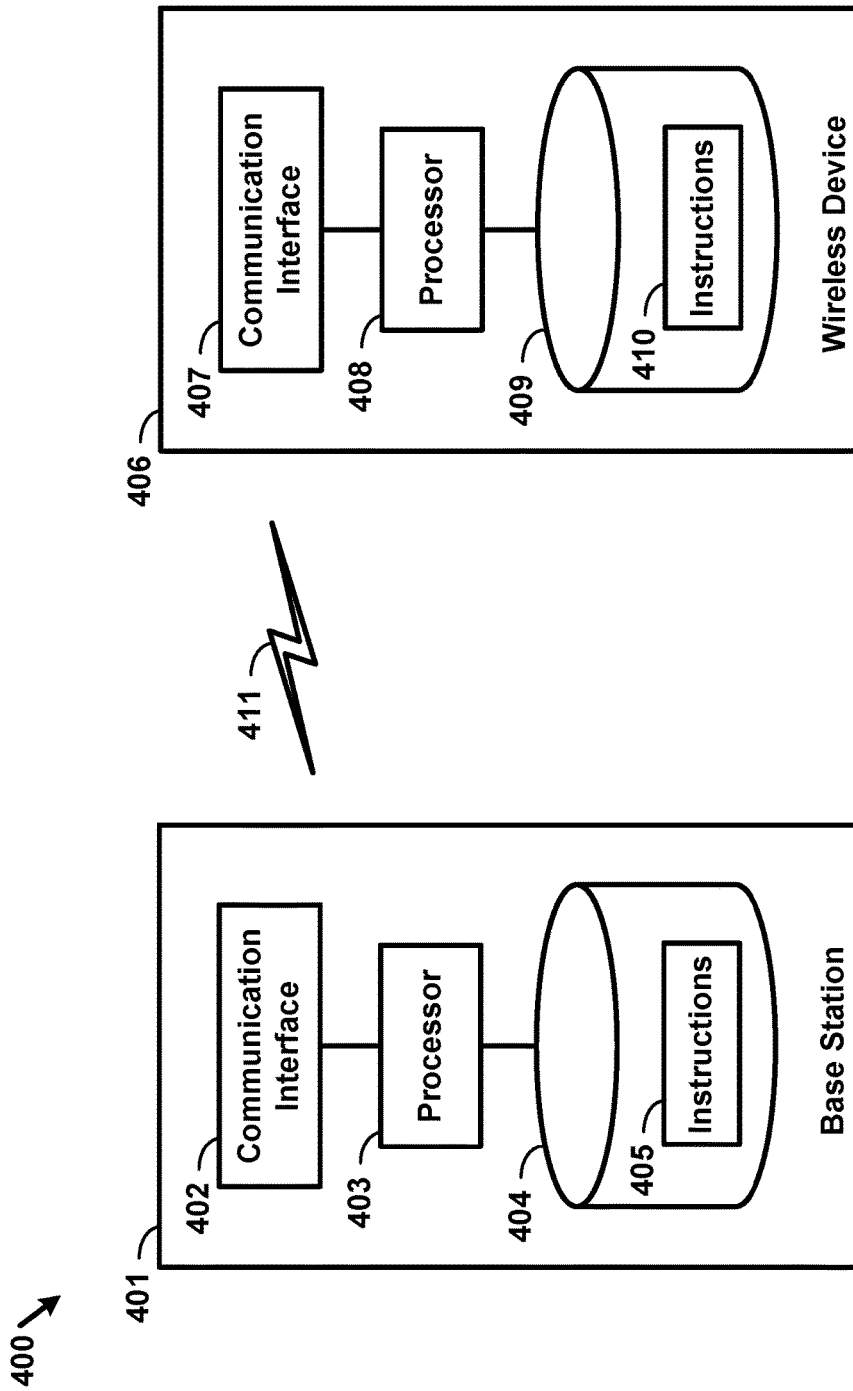 400
401
402
Communication
Interface
403
Processor
404
405
Instructions
Base Station
411
406
407
Communication
Interface
408
Processor
409
410
Instructions
Wireless Device